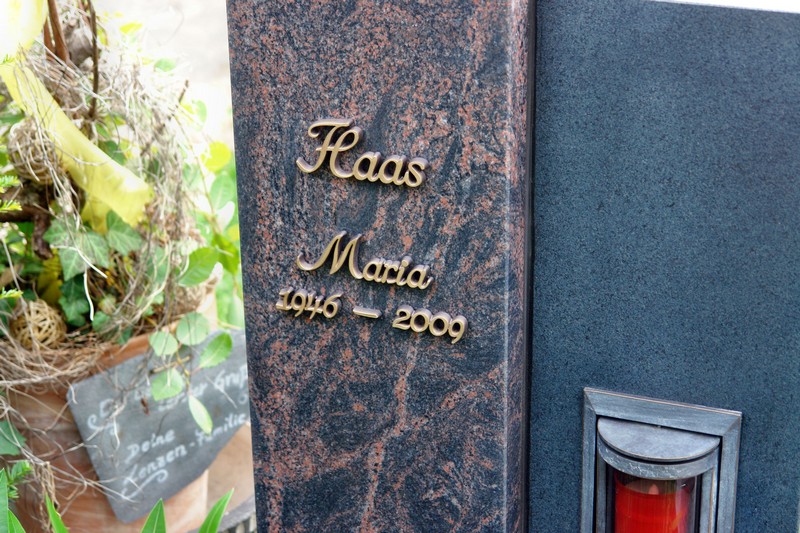 Haas
Maria
1946 – 2009
Deine